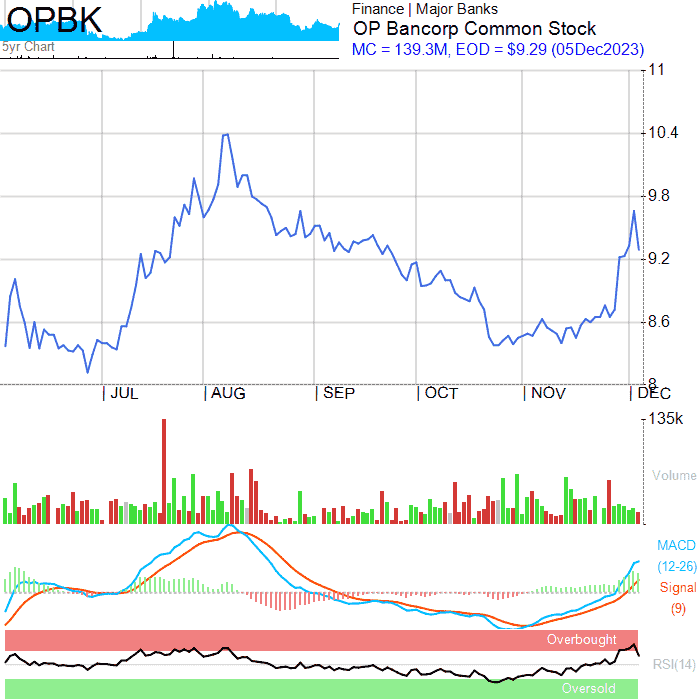 OPBK
5yr Chart
Finance | Major Banks
OP Bancorp Common Stock
MC = 139.3M, EOD = $9.29 (05Dec2023)
11
10.4
9.8
9.2
8.6
8
| JUL | AUG | SEP | OCT | NOV | DEC
135k
Volume
MACD
(12-26)
Signal
(9)
Overbought
RSI(14)
Oversold